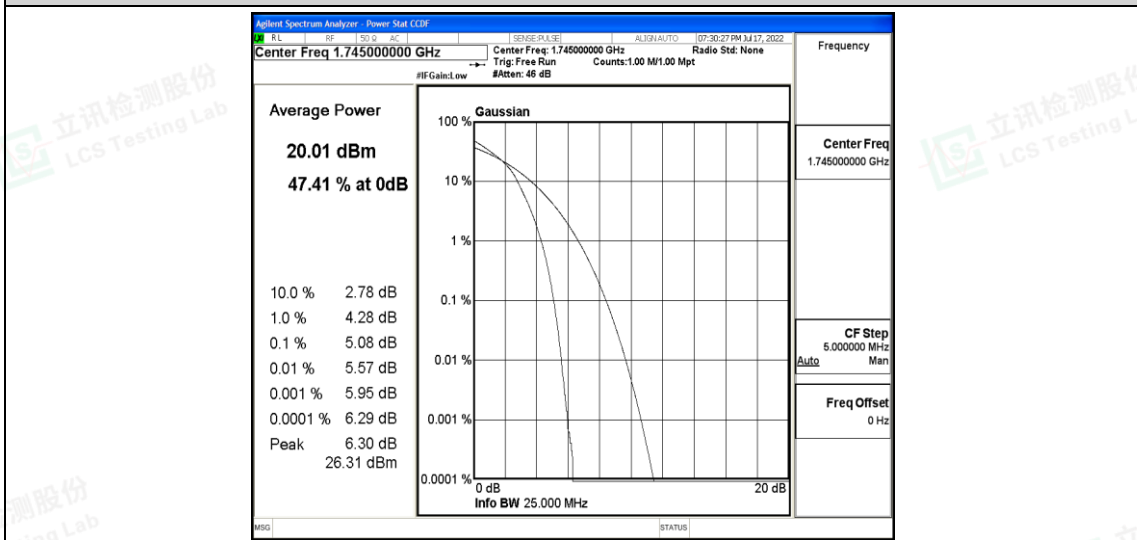 Agilent Spectrum Analyzer - Power Stat CCDF
RL RF 50 Ω AC SENSE:PULSE ALIGNAUTO 07:30:27 PM Jul 17, 2022
Center Freq 1.745000000 GHz
Center Freq: 1.745000000 GHz Radio Std: None
Trig: Free Run Counts:1.00 M/1.00 Mpt
#IFGain:Low #Atten: 46 dB
Frequency
Average Power
20.01 dBm
47.41 % at 0dB
10.0 % 2.78 dB
1.0 % 4.28 dB
0.1 % 5.08 dB
0.01 % 5.57 dB
0.001 % 5.95 dB
0.0001 % 6.29 dB
Peak 6.30 dB
26.31 dBm
Gaussian
100 %
10 %
1 %
0.1 %
0.01 %
0.001 %
0.0001 %
0 dB 20 dB
Info BW 25.000 MHz
Center Freq
1.745000000 GHz
CF Step
5.000000 MHz
Auto Man
Freq Offset
0 Hz
MSG STATUS
立讯检测股份
LCS Testing Lab
立讯检测股份
LCS Testing L
测股份
ing Lab
立